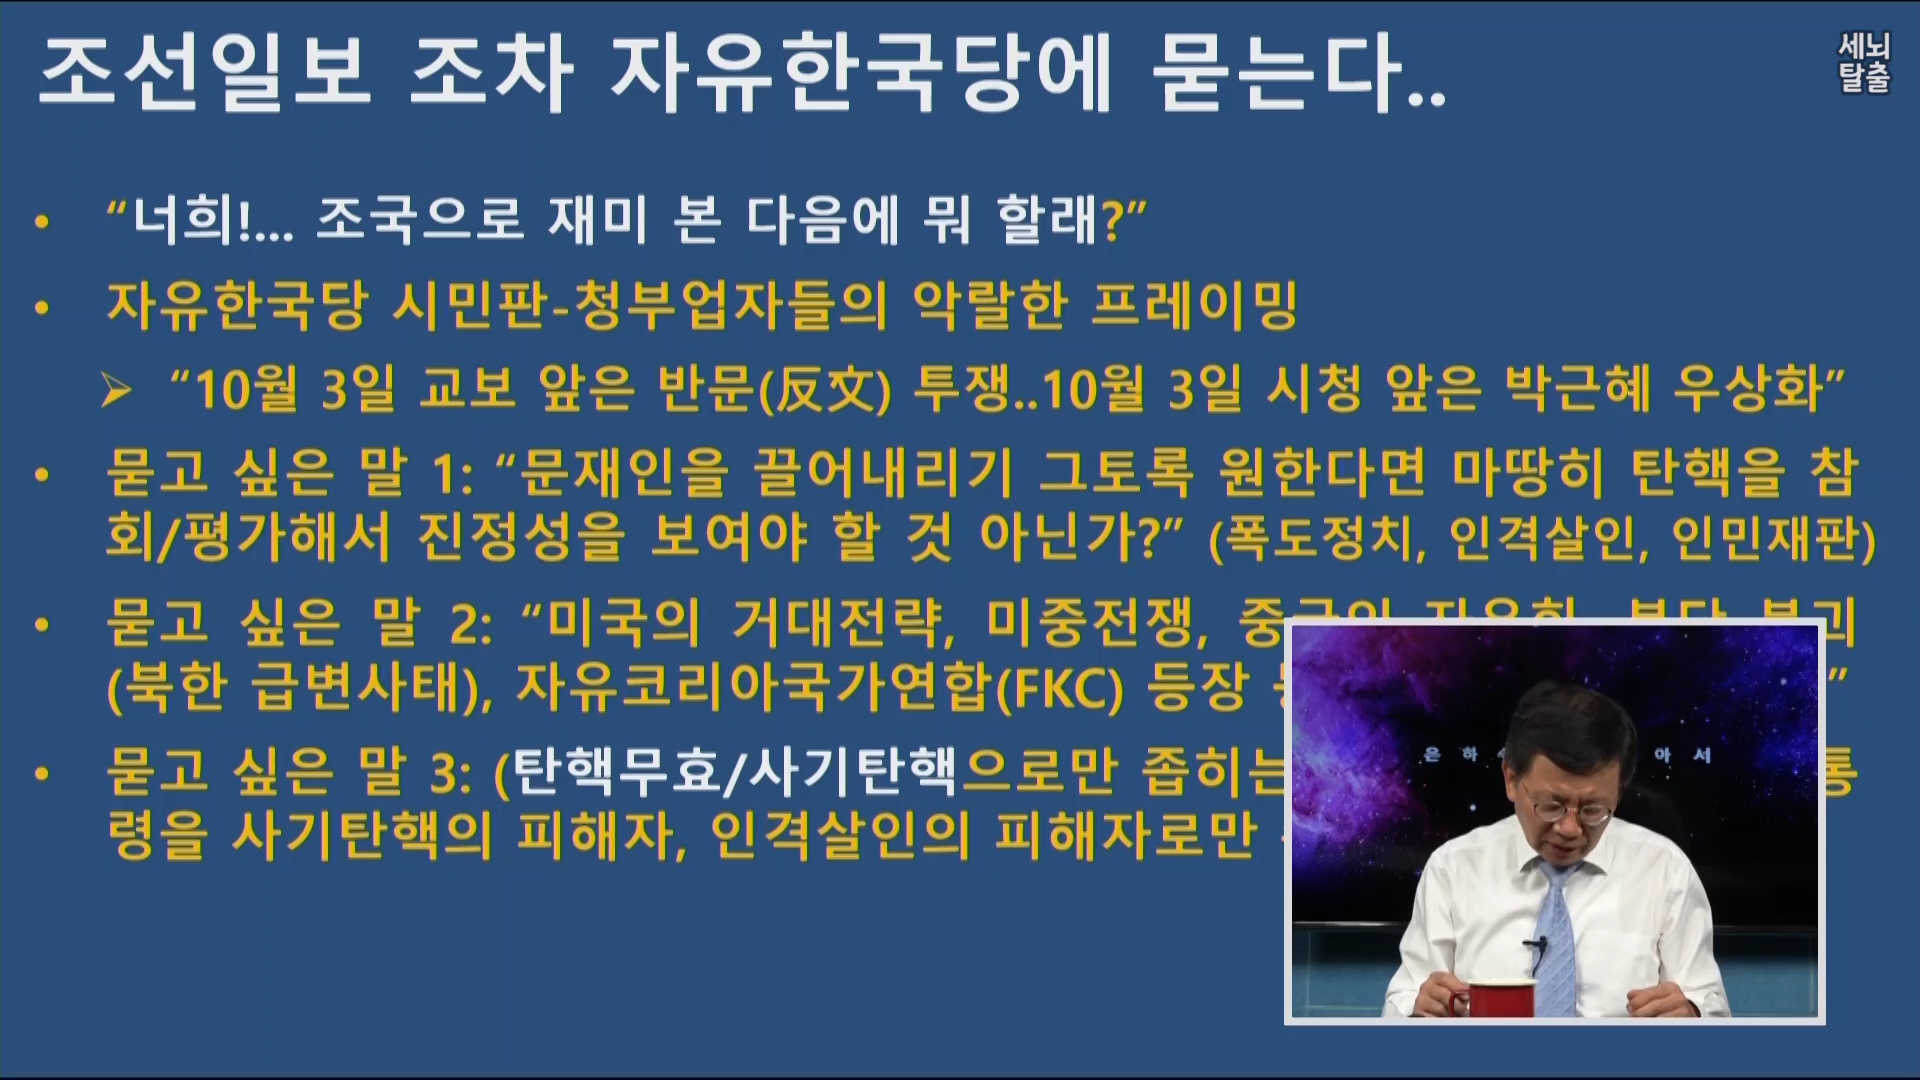 조선일보 조차 자유한국당에 묻는다..
세뇌
탈출
• “너희!... 조국으로 재미 본 다음에 뭐 할래?”
• 자유한국당 시민판-청부업자들의 악랄한 프레이밍
➢ “10월 3일 교보 앞은 반문(反文) 투쟁..10월 3일 시청 앞은 박근혜 우상화”
• 묻고 싶은 말 1: “문재인을 끌어내리기 그토록 원한다면 마땅히 탄핵을 참
회/평가해서 진정성을 보여야 할 것 아닌가?” (폭도정치, 인격살인, 인민재판)
• 묻고 싶은 말 2: “미국의 거대전략, 미중전쟁,
(북한 급변사태), 자유코리아국가연합(FKC) 등장 ”
• 묻고 싶은 말 3: (탄핵무효/사기탄핵으로만 좁히는 통
령을 사기탄핵의 피해자, 인격살인의 피해자로만
은 하 아 서